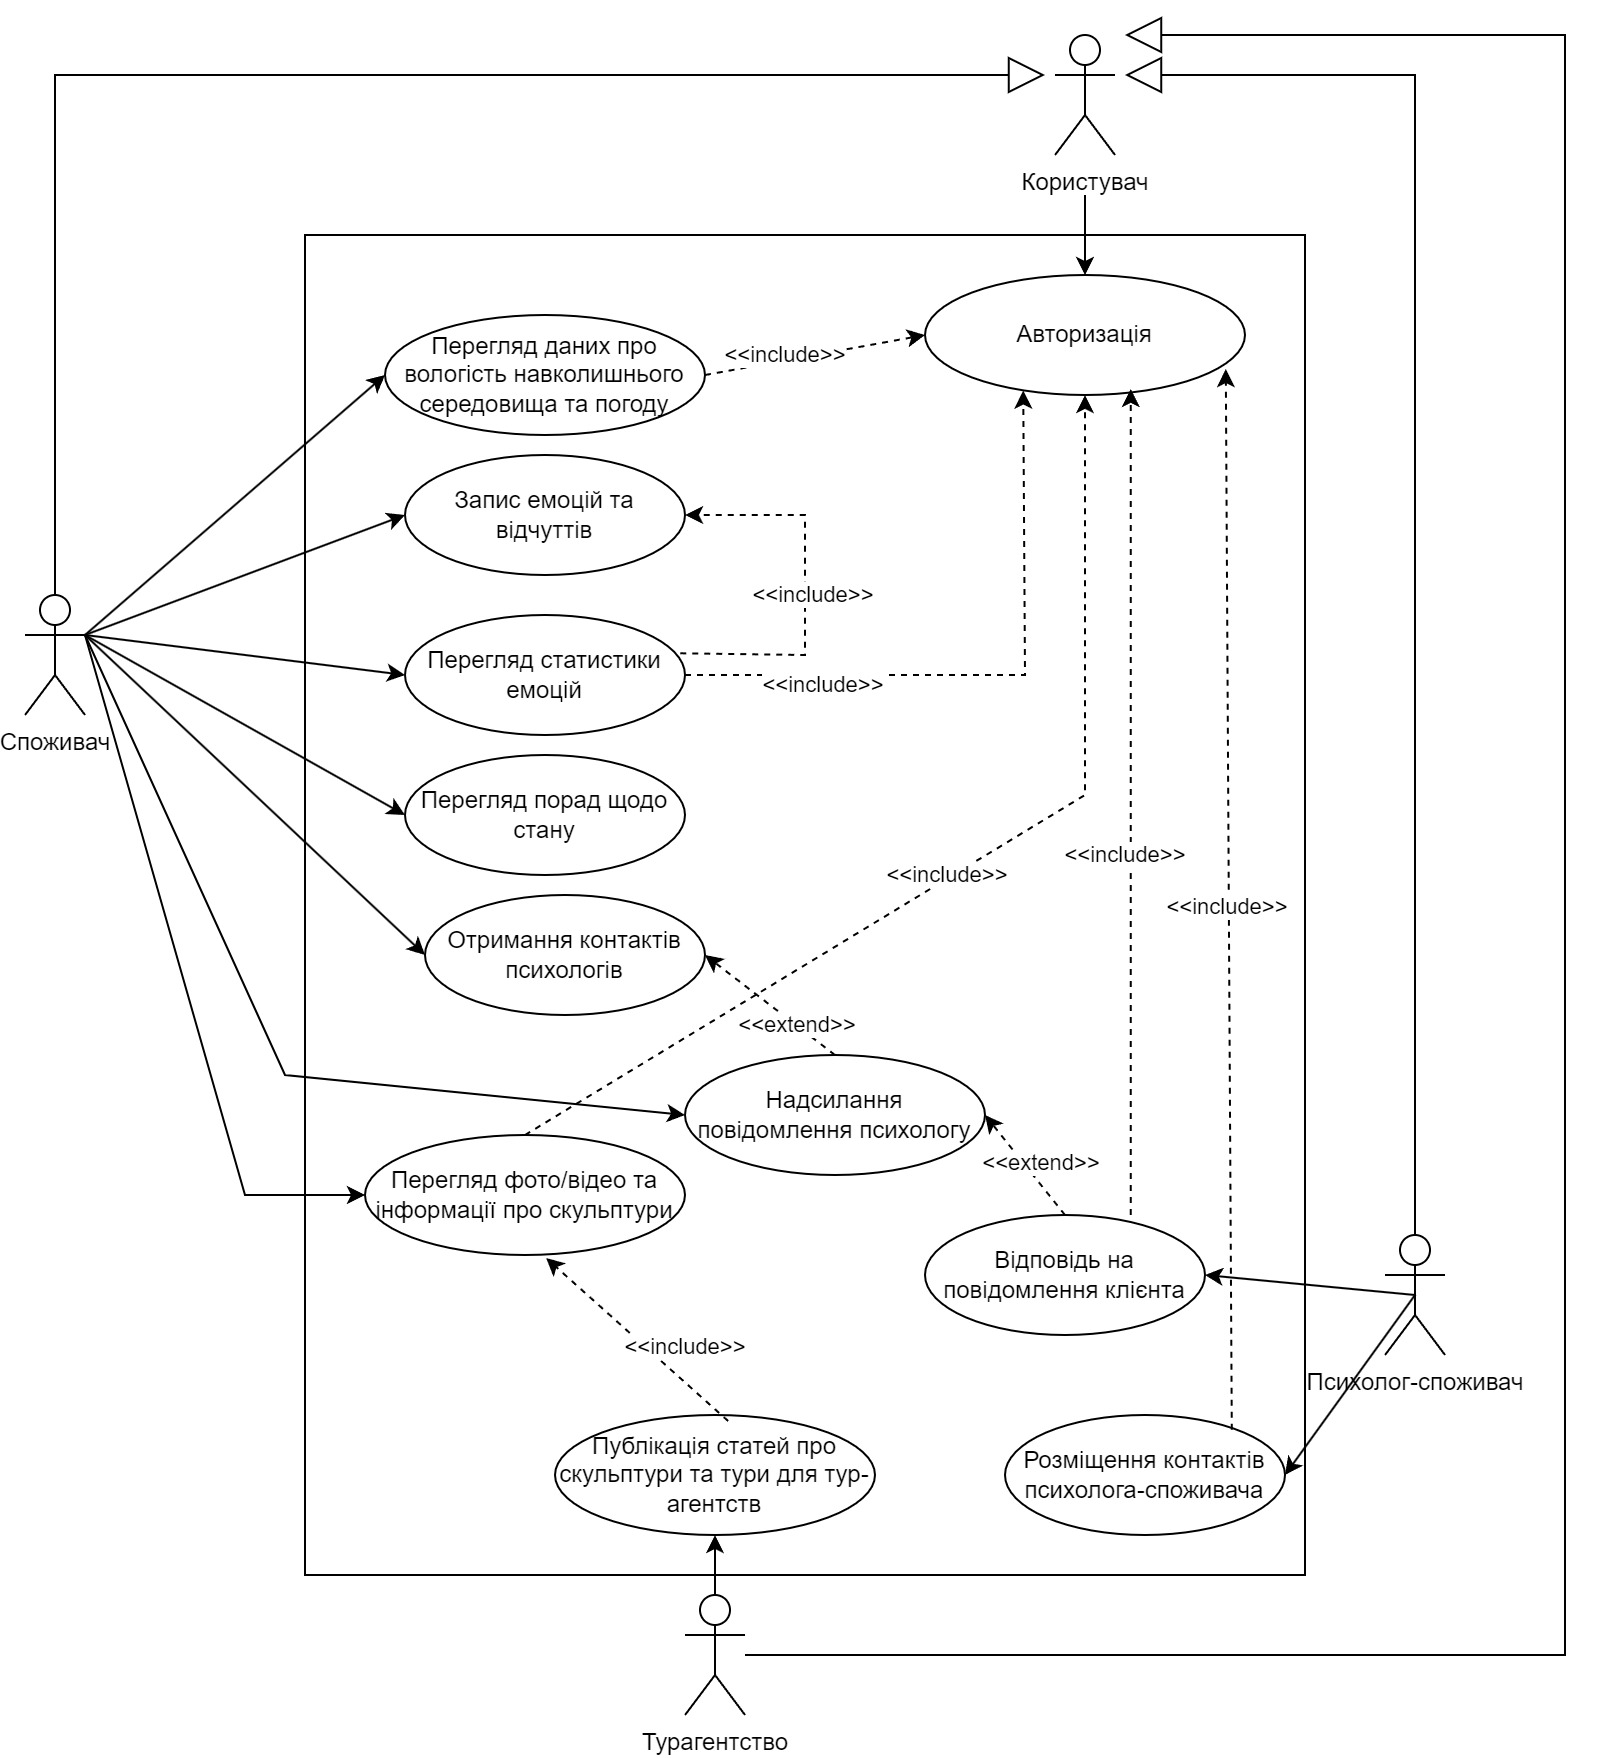 Користувач
Авторизація
Перегляд даних про
вологість навколишнього
середовища та погоду
<<include>>
Запис емоцій та
відчуттів
<<include>>
Перегляд статистики
емоцій
<<include>>
Споживач
Перегляд порад щодо
стану
<<include>>
<<include>>
<<include>>
Отримання контактів
психологів
<<extend>>
Надсилання
повідомлення психологу
<<extend>>
Перегляд фото/відео та
інформації про скульптури
Відповідь на
повідомлення клієнта
<<include>>
Психолог-споживач
Публікація статей про
скульптури та тури для тур-
агентств
Розміщення контактів
психолога-споживача
Турагентство